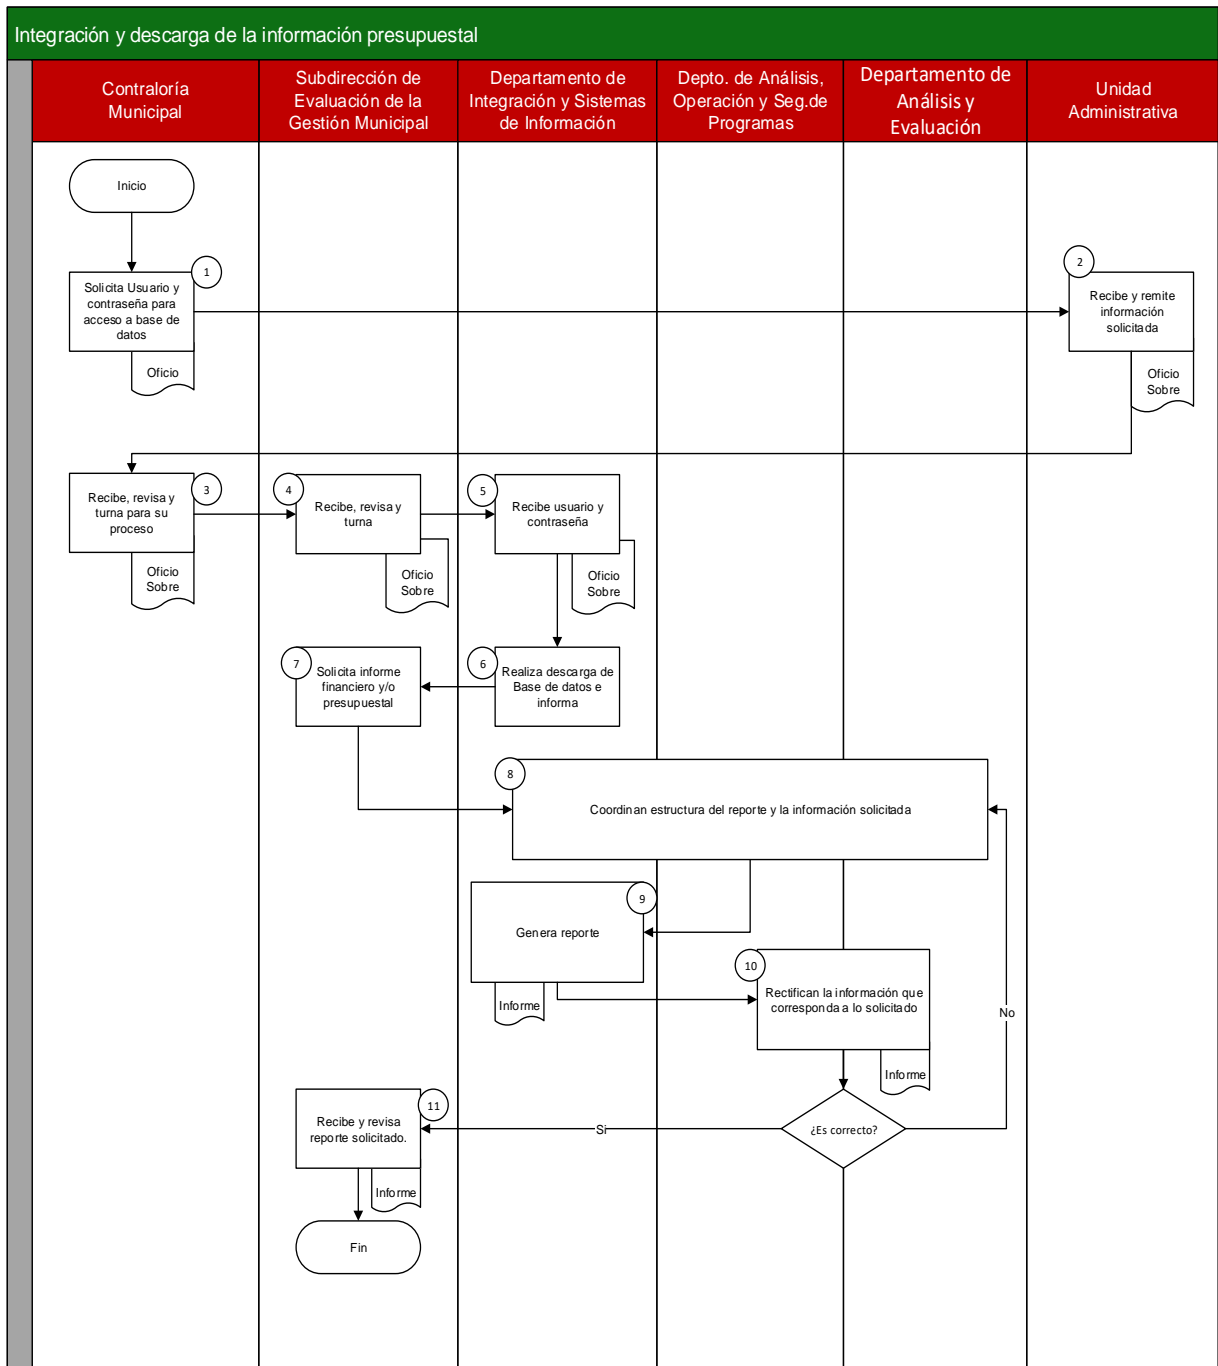 Integración y descarga de la información presupuestal
Contraloría
Municipal
Subdirección de
Evaluación de la
Gestión Municipal
Departamento de
Integración y Sistemas
de Información
Depto. de Análisis,
Operación y Seg.de
Programas
Departamento de
Análisis y
Evaluación
Unidad
Administrativa
Inicio
1
Solicita Usuario y
contraseña para
acceso a base de
datos
Oficio
2
Recibe y remite
información
solicitada
Oficio
Sobre
3
Recibe, revisa y
turna para su
proceso
Oficio
Sobre
4
Recibe, revisa y
turna
Oficio
Sobre
5
Recibe usuario y
contraseña
Oficio
Sobre
7
Solicita informe
financiero y/o
presupuestal
6
Realiza descarga de
Base de datos e
informa
8
Coordinan estructura del reporte y la información solicitada
9
Genera reporte
Informe
10
Rectifican la información que
corresponda a lo solicitado
Informe
No
¿Es correcto?
Si
11
Recibe y revisa
reporte solicitado.
Informe
Fin